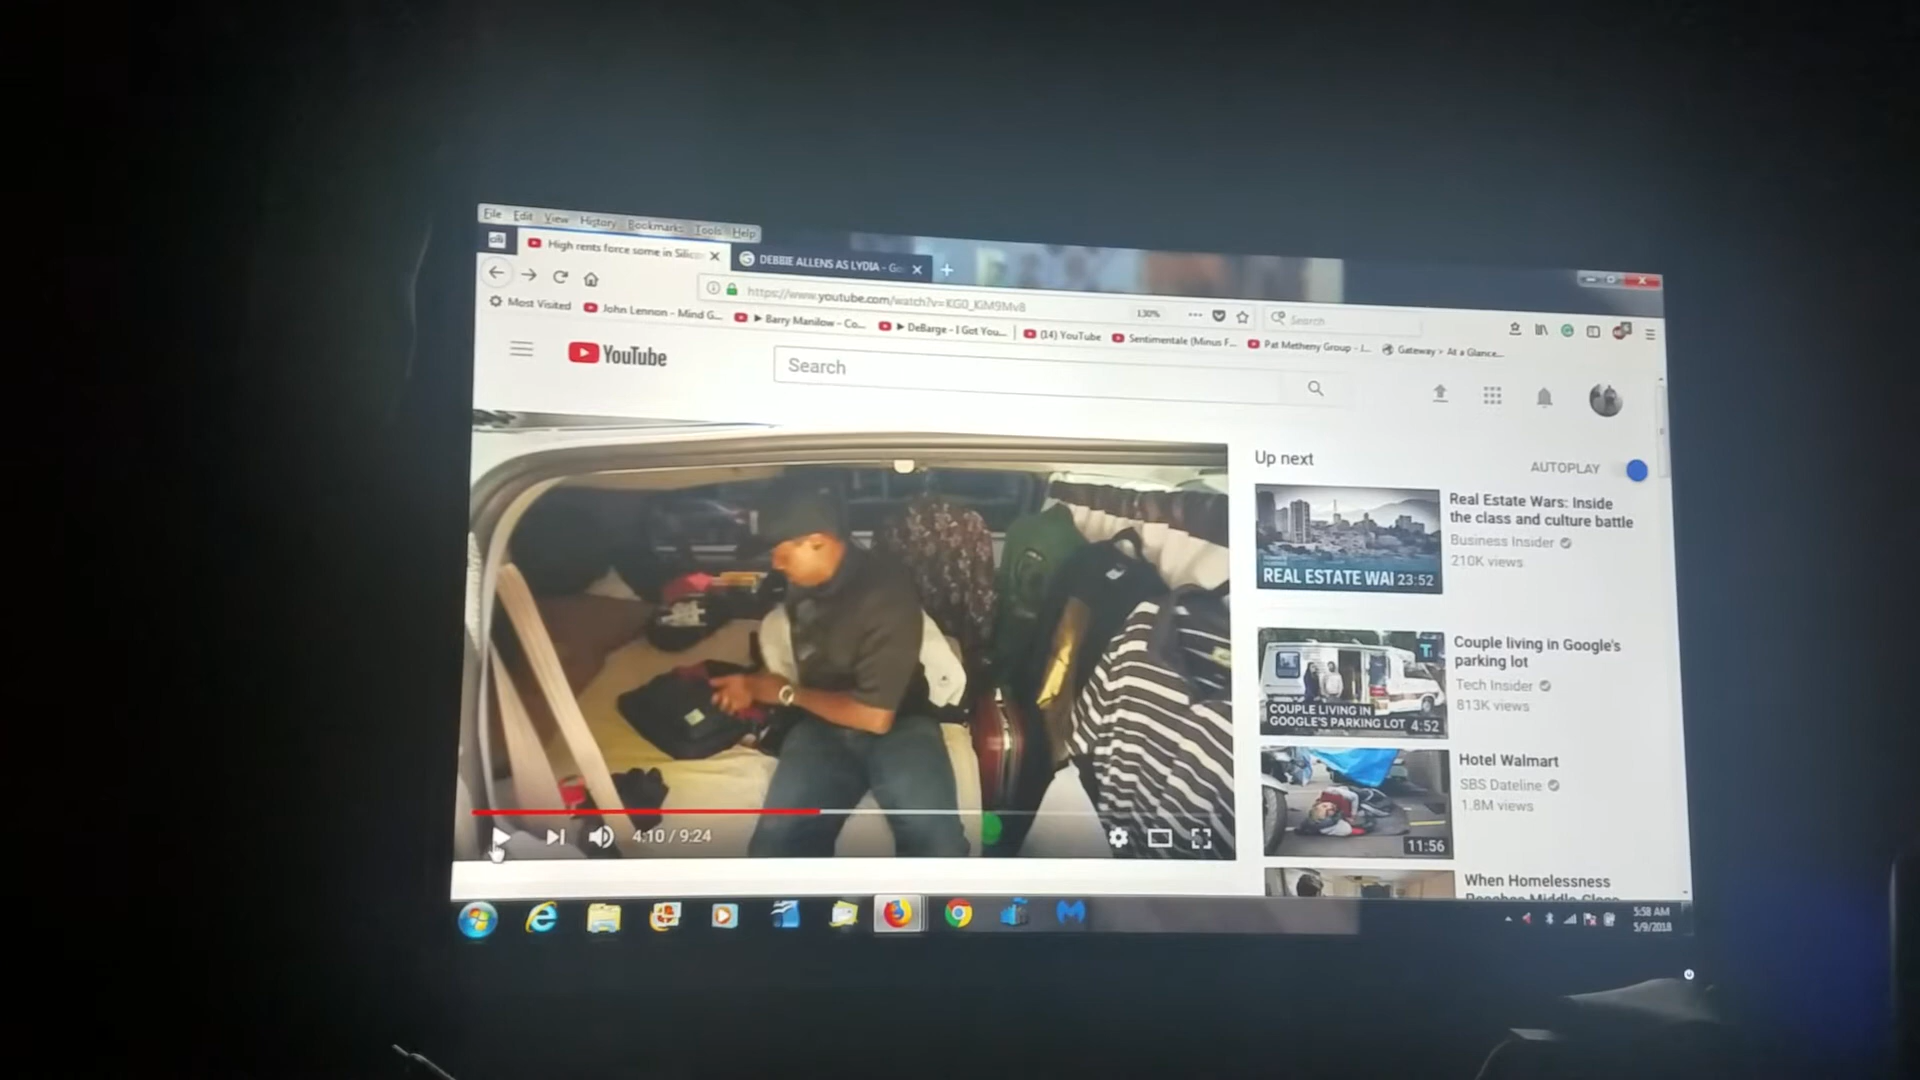 File Edit View History Bookmarks Tools Help
High rents force some in Silico
DEBBIE ALLENS AS LYDIA - Go
https://www.youtube.com/watch?v=KG0_KiM9Mv8
130%
Search
Most Visited
John Lennon - Mind G...
Barry Manilow - Co...
DeBarge - I Got You...
(14) YouTube
Sentimentale (Minus F...
Pat Metheny Group - ...
Gateway > At a Glance...
YouTube
Search
Up next
AUTOPLAY
REAL ESTATE WAR 23:52
Real Estate Wars: Inside
the class and culture battle
Business Insider
210K views
COUPLE LIVING IN
GOOGLE'S PARKING LOT 4:52
Couple living in Google's
parking lot
Tech Insider
813K views
11:56
Hotel Walmart
SBS Dateline
1.8M views
When Homelessness
4:10 / 9:24
5:58 AM
5/9/2018